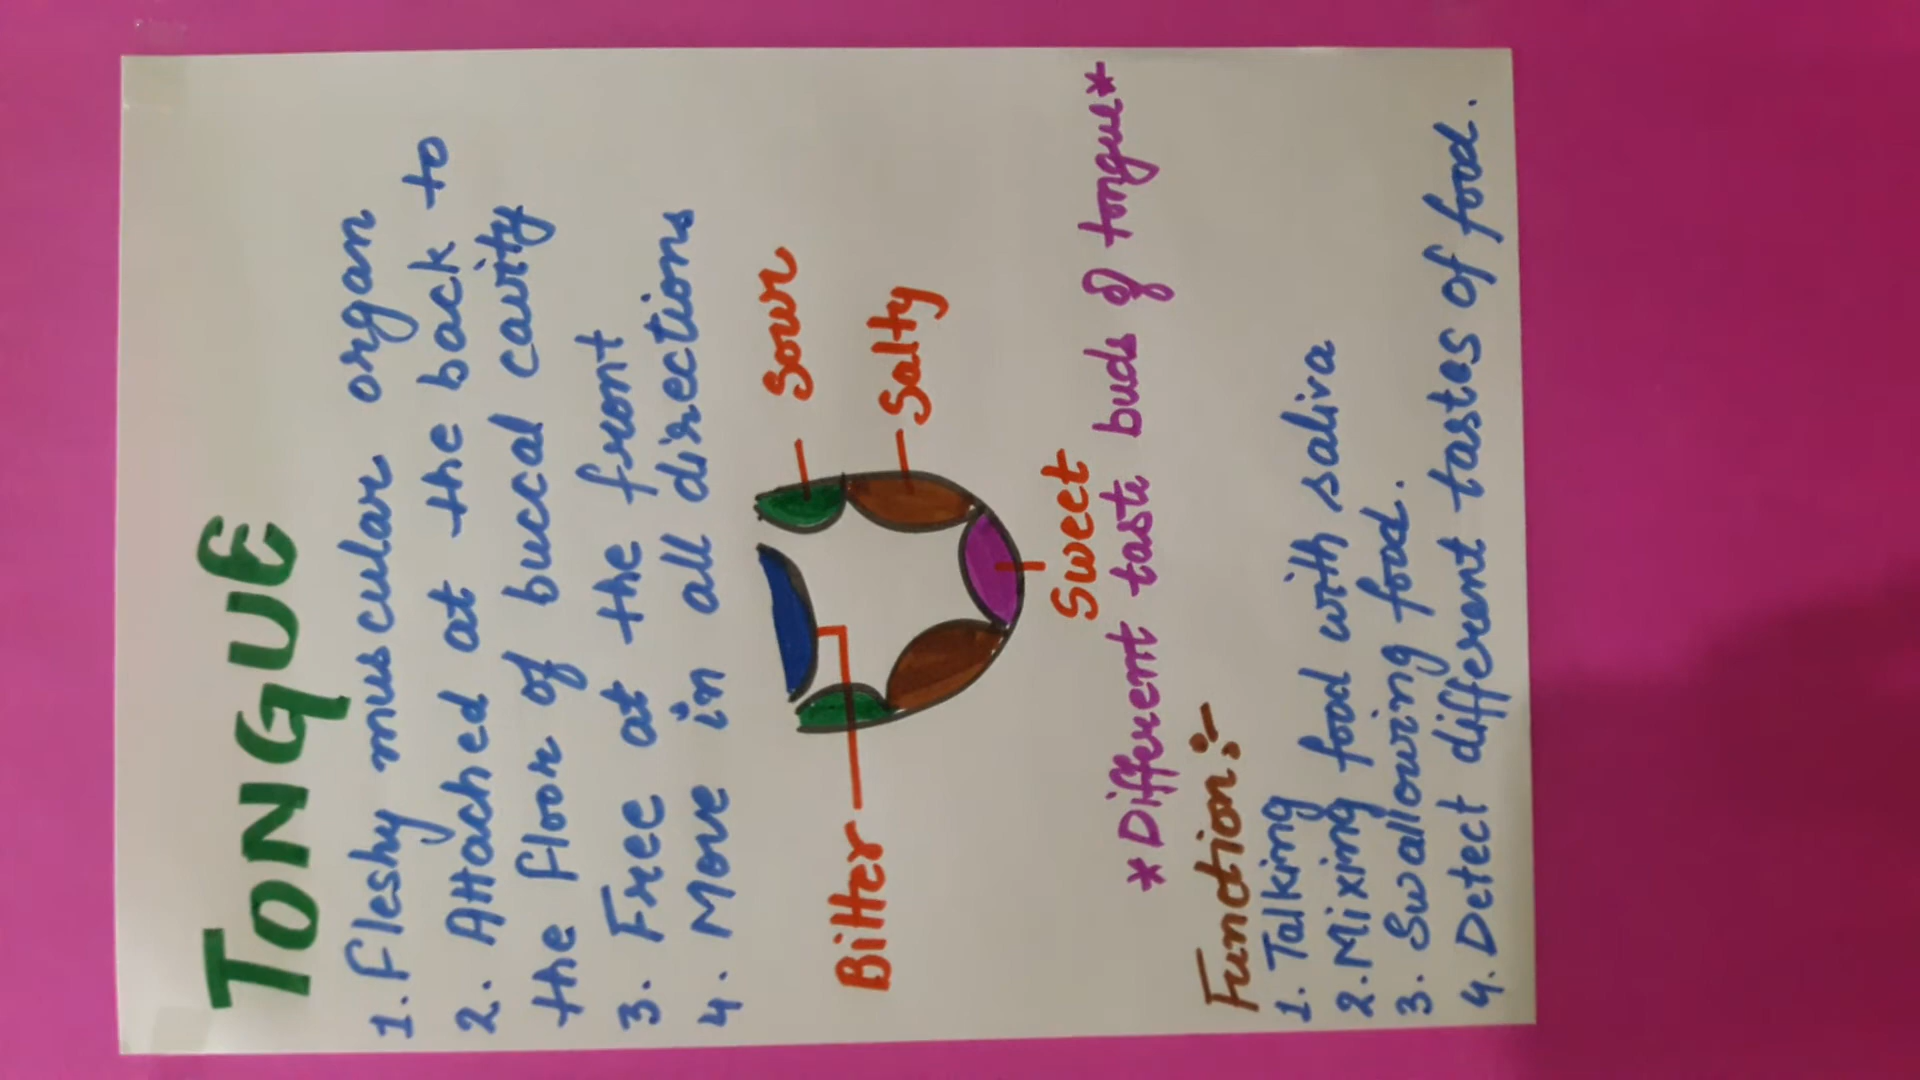 TONGUE
1. Fleshy muscular organ
2. Attached at the back to
the floor of buccal cavity
3. Free at the front
4. Move in all directions
Sour
Salty
Bitter
Sweet
*Different taste buds of tongue*
Function:-
1. Talking
2. Mixing food with saliva
3. Swallowing food.
4. Detect different tastes of food.